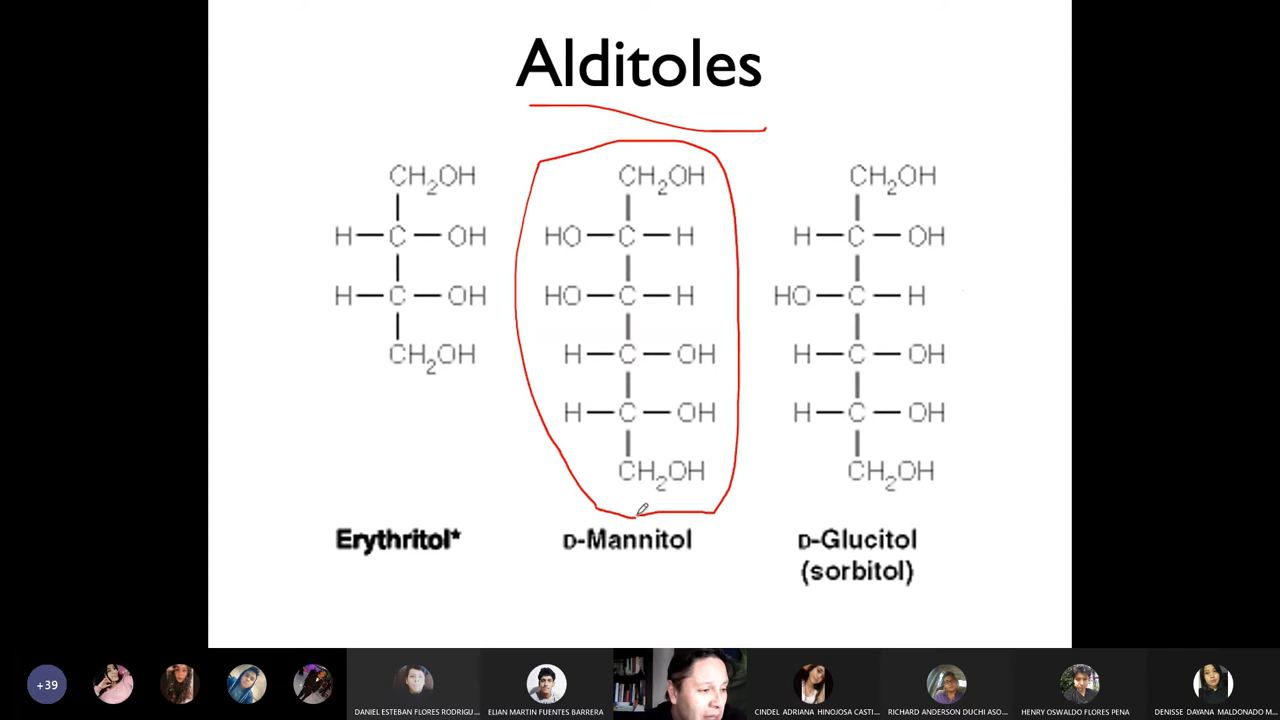 Alditoles
CH2OH
H—C—OH
H—C—OH
CH2OH
Erythritol*
CH2OH
HO—C—H
HO—C—H
H—C—OH
H—C—OH
CH2OH
D-Mannitol
CH2OH
H—C—OH
HO—C—H
H—C—OH
H—C—OH
CH2OH
D-Glucitol
(sorbitol)
+39
DANIEL ESTEBAN FLORES RODRIGU...
ELIAN MARTIN FUENTES BARRERA
CINDEL ADRIANA HINOJOSA CASTI...
RICHARD ANDERSON DUCHI ASO...
HENRY OSWALDO FLORES PENA
DENISSE DAYANA MALDONADO M...